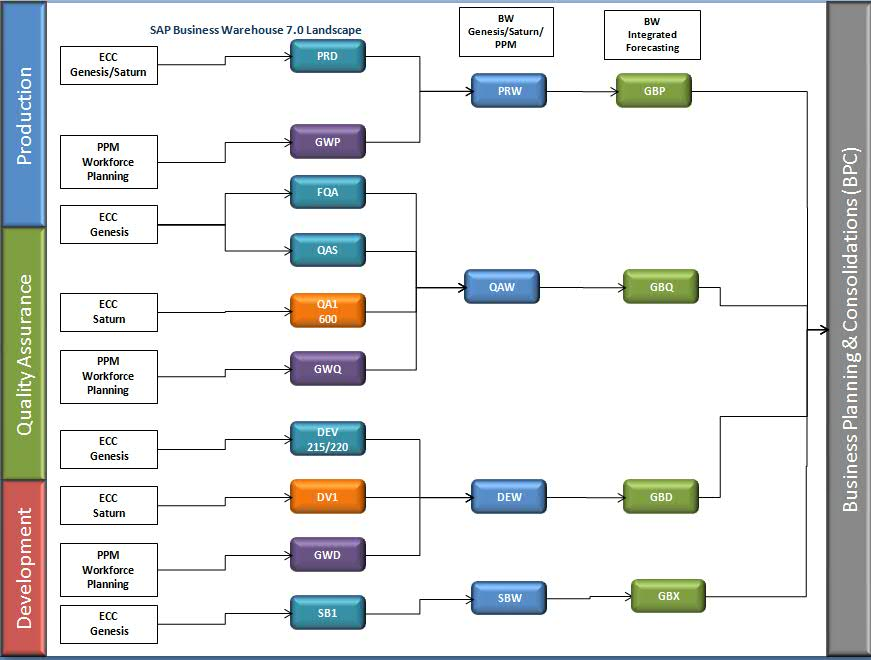 SAP Business Warehouse 7.0 Landscape
BW
Genesis/Saturn/
PPM
BW
Integrated
Forecasting
Production
ECC
Genesis/Saturn
PRD
PRW
GBP
PPM
Workforce
Planning
GWP
FQA
ECC
Genesis
QAS
Quality Assurance
QAW
GBQ
ECC
Saturn
QA1
600
PPM
Workforce
Planning
GWQ
ECC
Genesis
DEV
215/220
Development
ECC
Saturn
DV1
DEW
GBD
PPM
Workforce
Planning
GWD
ECC
Genesis
SB1
SBW
GBX
Business Planning & Consolidations (BPC)